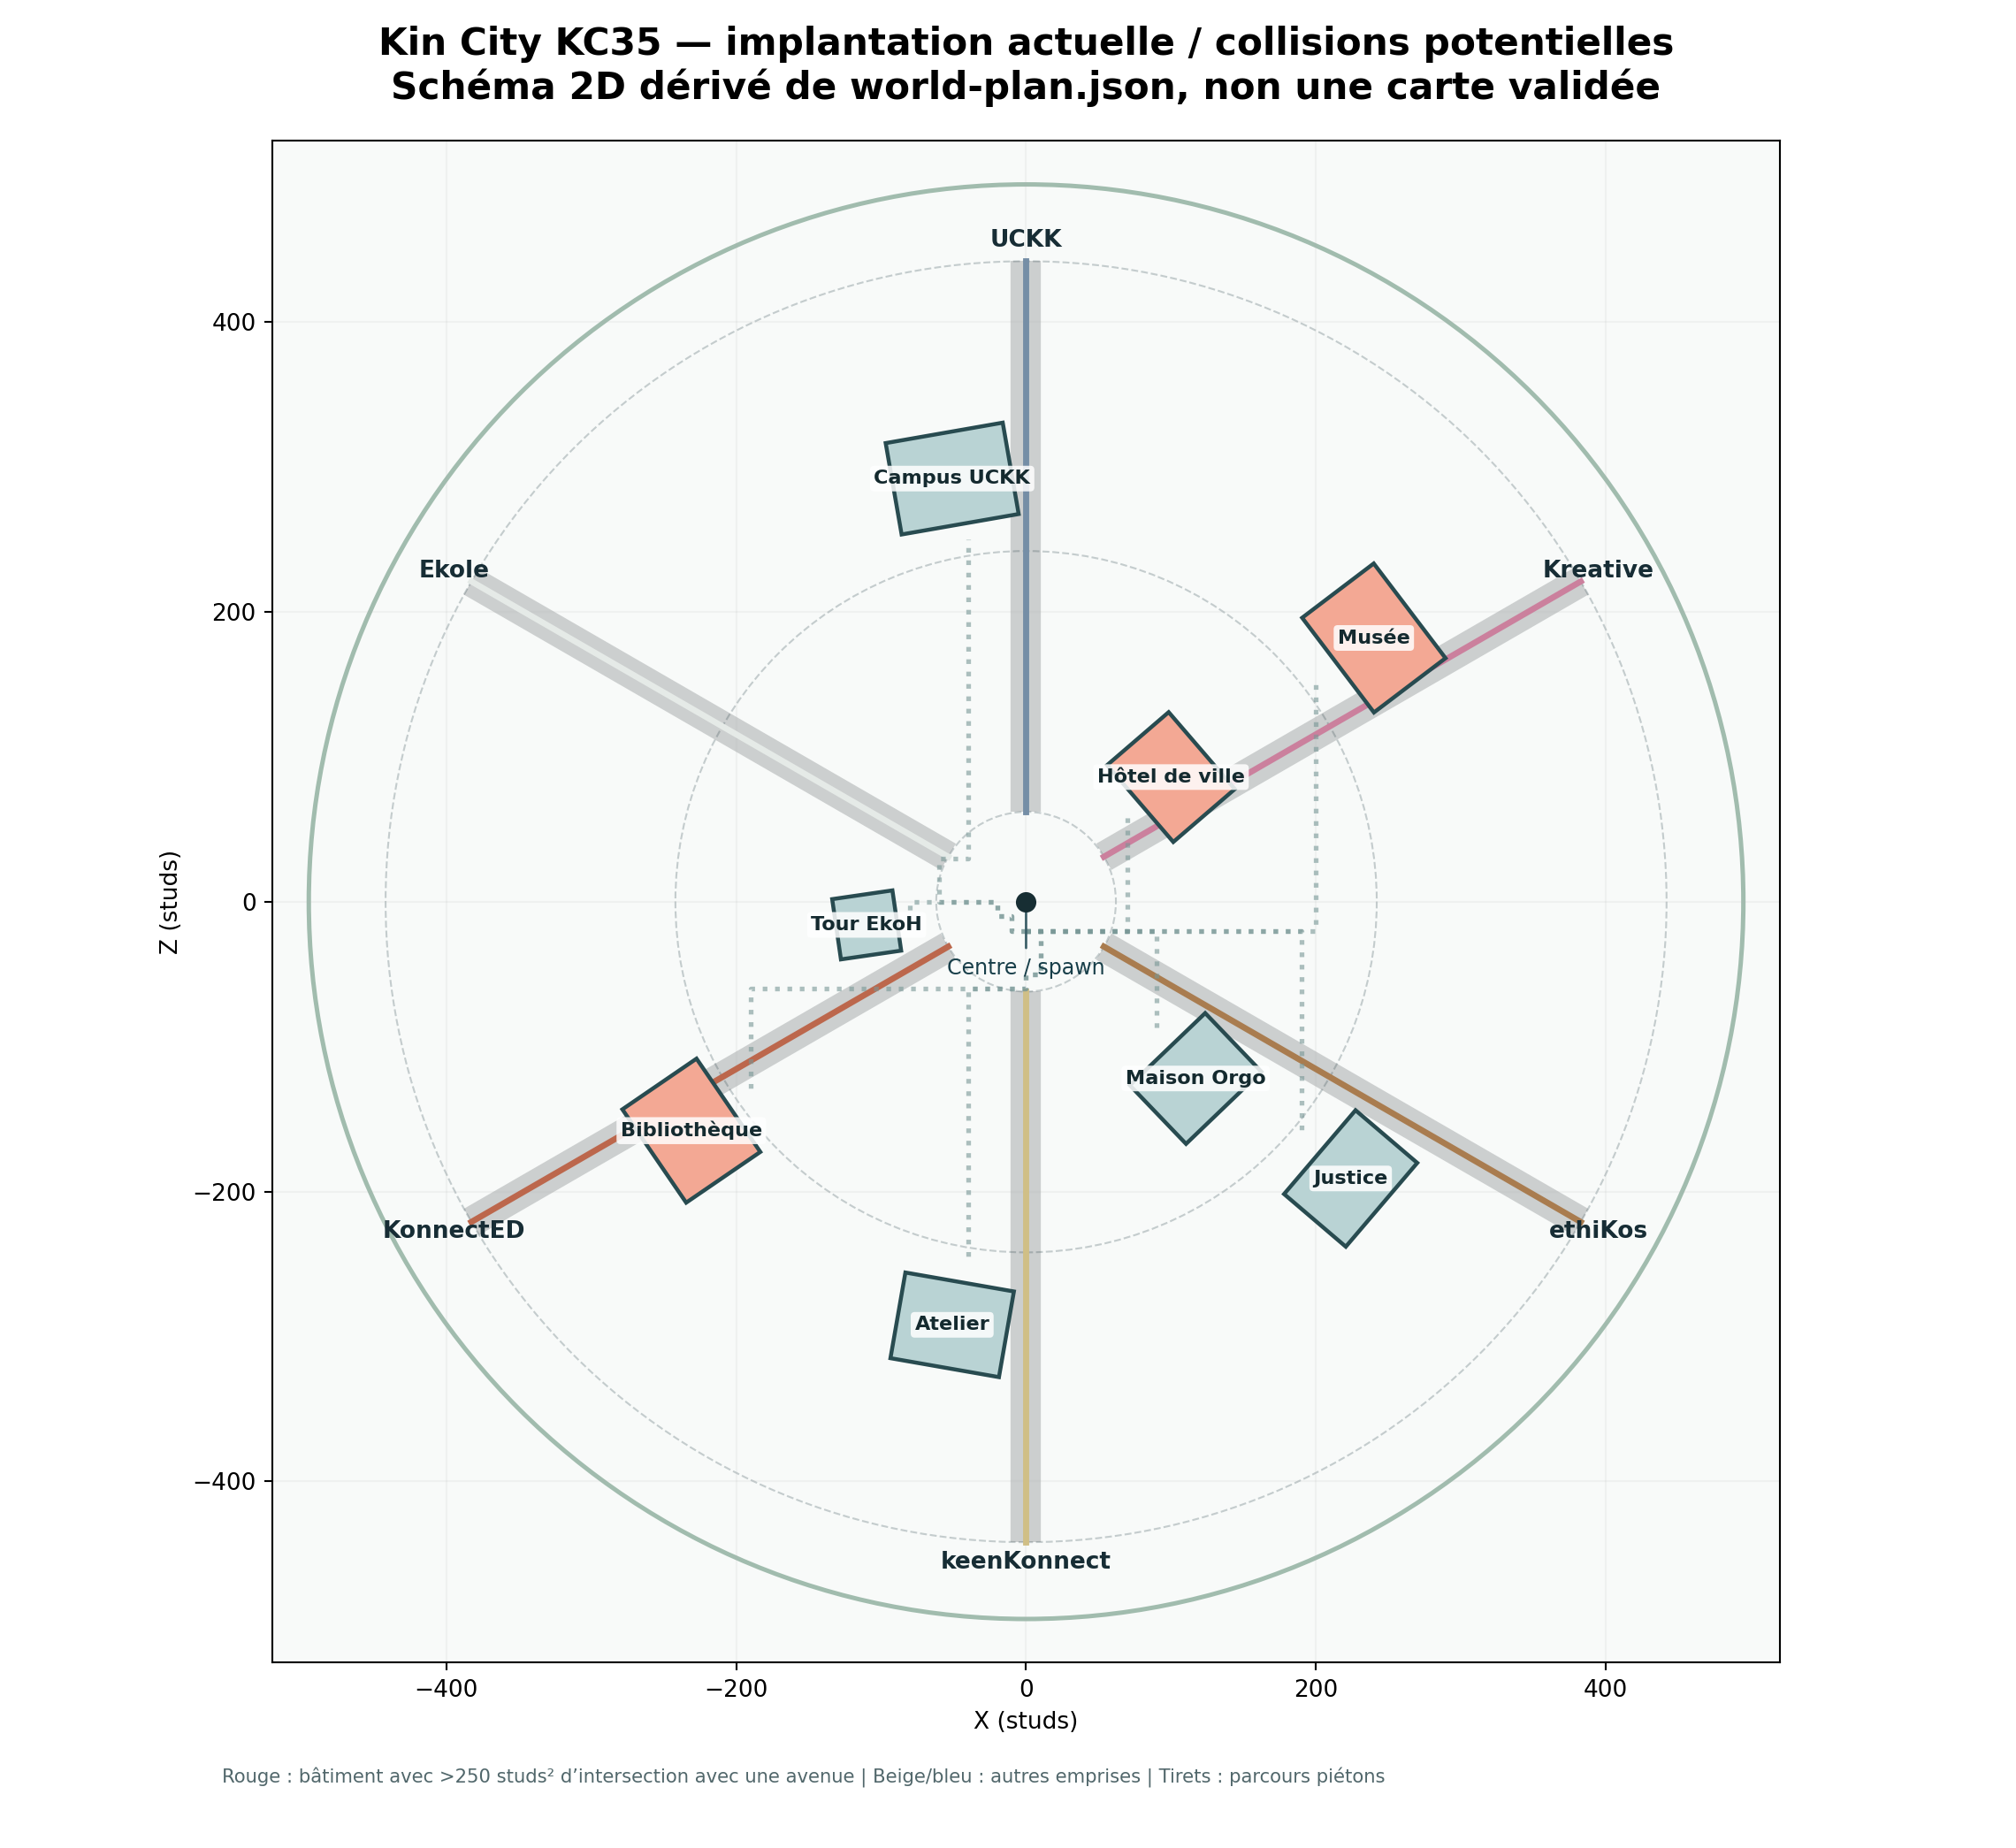 Kin City KC35 — implantation actuelle / collisions potentielles
Schéma 2D dérivé de world-plan.json, non une carte validée
UCKK
400
Campus UCKK
Ekole
Kreative
200
Musée
Hôtel de ville
Z (studs)
0
Tour EkoH
Centre / spawn
Maison Orgo
Bibliothèque
Justice
−200
KonnectED
ethiKos
Atelier
−400
keenKonnect
−400
−200
0
200
400
X (studs)
Rouge : bâtiment avec >250 studs² d’intersection avec une avenue | Beige/bleu : autres emprises | Tirets : parcours piétons